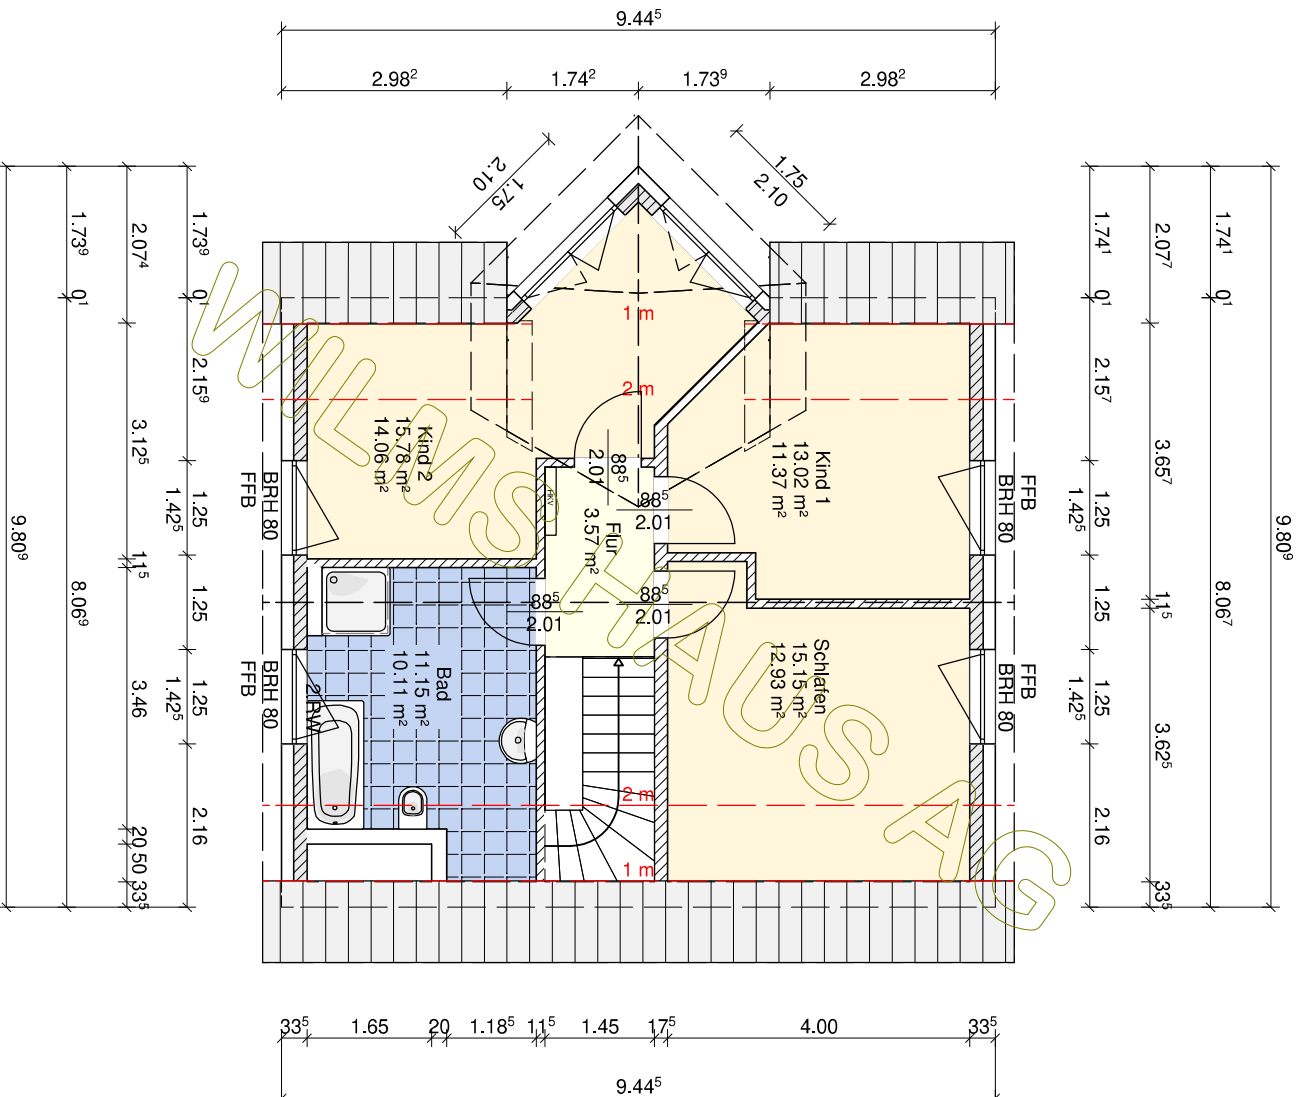 9.44⁵
2.98²
1.74²
1.73⁹
2.98²
1.75
2.10
1.75
2.10
9.80⁹
1.73⁹
0¹
8.06⁹
2.07⁴
3.12⁵
11⁵
3.46
20
50
33⁵
1.73⁹
0¹
2.15⁹
1.25
1.42⁵
1.25
1.25
1.42⁵
2.16
BRH 80
FFB
BRH 80
FFB
1.74¹
0¹
2.15⁷
1.25
1.42⁵
1.25
1.25
1.42⁵
2.16
2.07⁷
3.65⁷
11⁵
3.62⁵
33⁵
1.74¹
0¹
8.06⁷
9.80⁹
FFB
BRH 80
FFB
BRH 80
1 m
2 m
Kind 2
15.78 m²
14.06 m²
Kind 1
13.02 m²
11.37 m²
88⁵
2.01
HKV
Flur
3.57 m²
88⁵
2.01
88⁵
2.01
88⁵
2.01
Bad
11.15 m²
10.11 m²
2.RW
Schlafen
15.15 m²
12.93 m²
2 m
1 m
WILMS HAUS AG
33⁵
1.65
20
1.18⁵
11⁵
1.45
17⁵
4.00
33⁵
9.44⁵